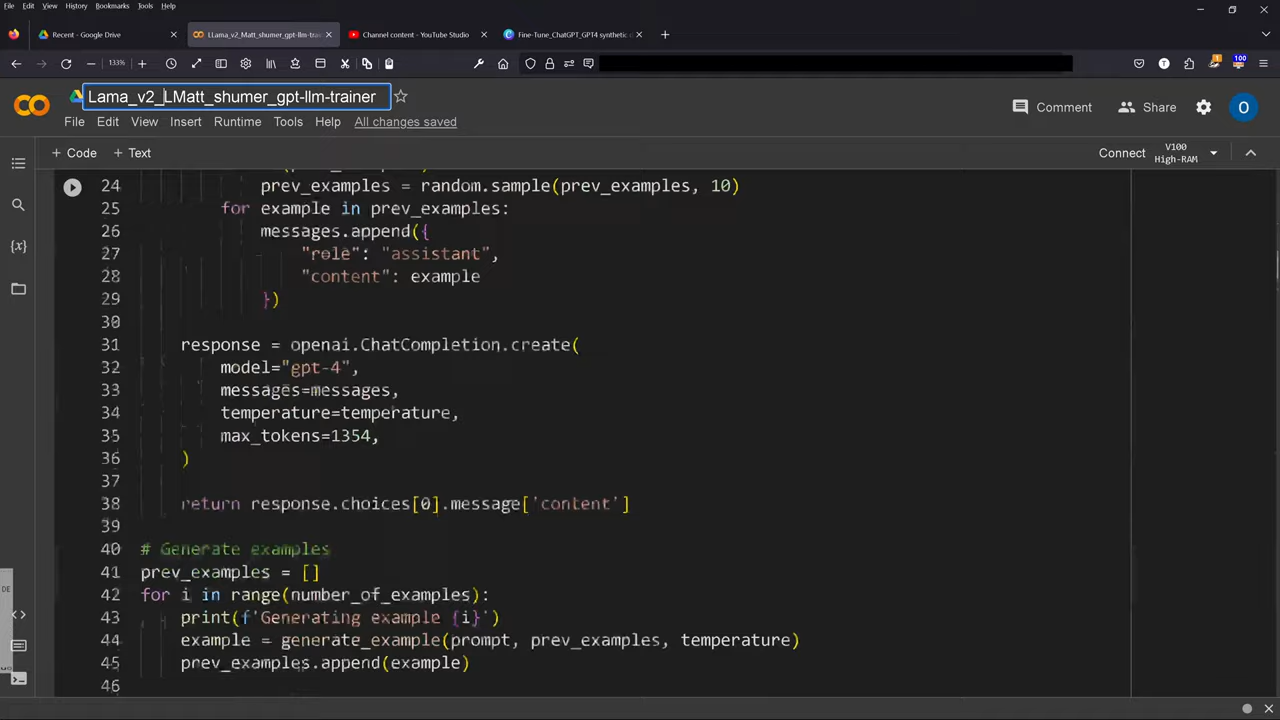 File Edit View History Bookmarks Tools Help
Recent - Google Drive
LLama_v2_Matt_shumer_gpt-llm-trai
Channel content - YouTube Studio
Fine-Tune_ChatGPT_GPT4 synthetic d
133%
100
Lama_v2_LMatt_shumer_gpt-llm-trainer
Comment
Share
O
File Edit View Insert Runtime Tools Help All changes saved
+ Code + Text
Connect
V100
High-RAM
24 prev_examples = random.sample(prev_examples, 10)
25 for example in prev_examples:
26 messages.append({
27 "role": "assistant",
28 "content": example
29 })
30
31 response = openai.ChatCompletion.create(
32 model="gpt-4",
33 messages=messages,
34 temperature=temperature,
35 max_tokens=1354,
36 )
37
38 return response.choices[0].message['content']
39
40 # Generate examples
41 prev_examples = []
42 for i in range(number_of_examples):
43 print(f'Generating example {i}')
44 example = generate_example(prompt, prev_examples, temperature)
45 prev_examples.append(example)
46
DE